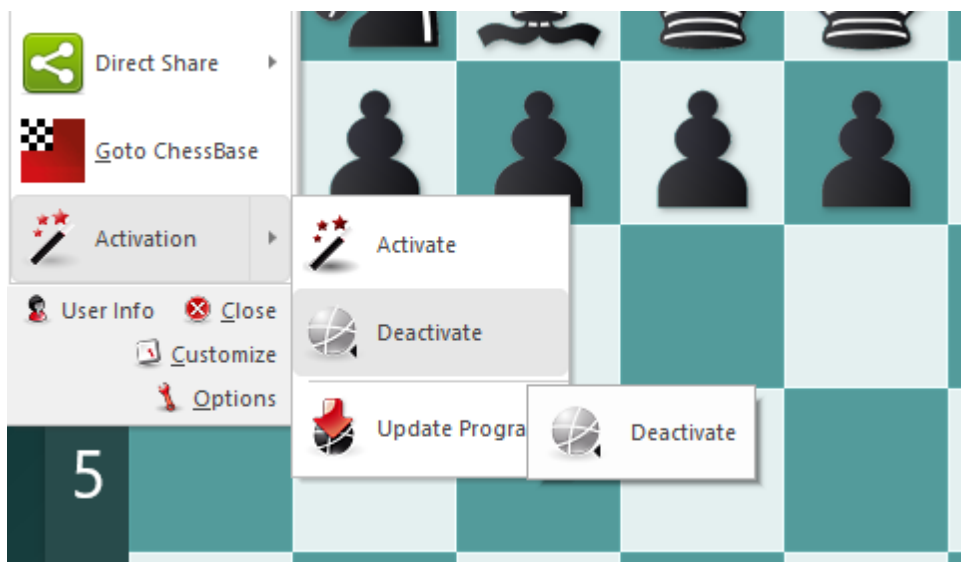 Direct Share
Goto ChessBase
Activation
User Info
Close
Customize
Options
Activate
Deactivate
Update Progra
Deactivate
5